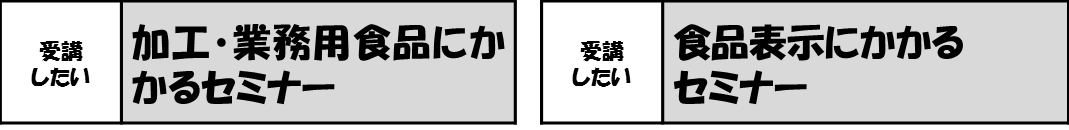 受講
したい
加工・業務用食品にか
かるセミナー
受講
したい
食品表示にかかる
セミナー